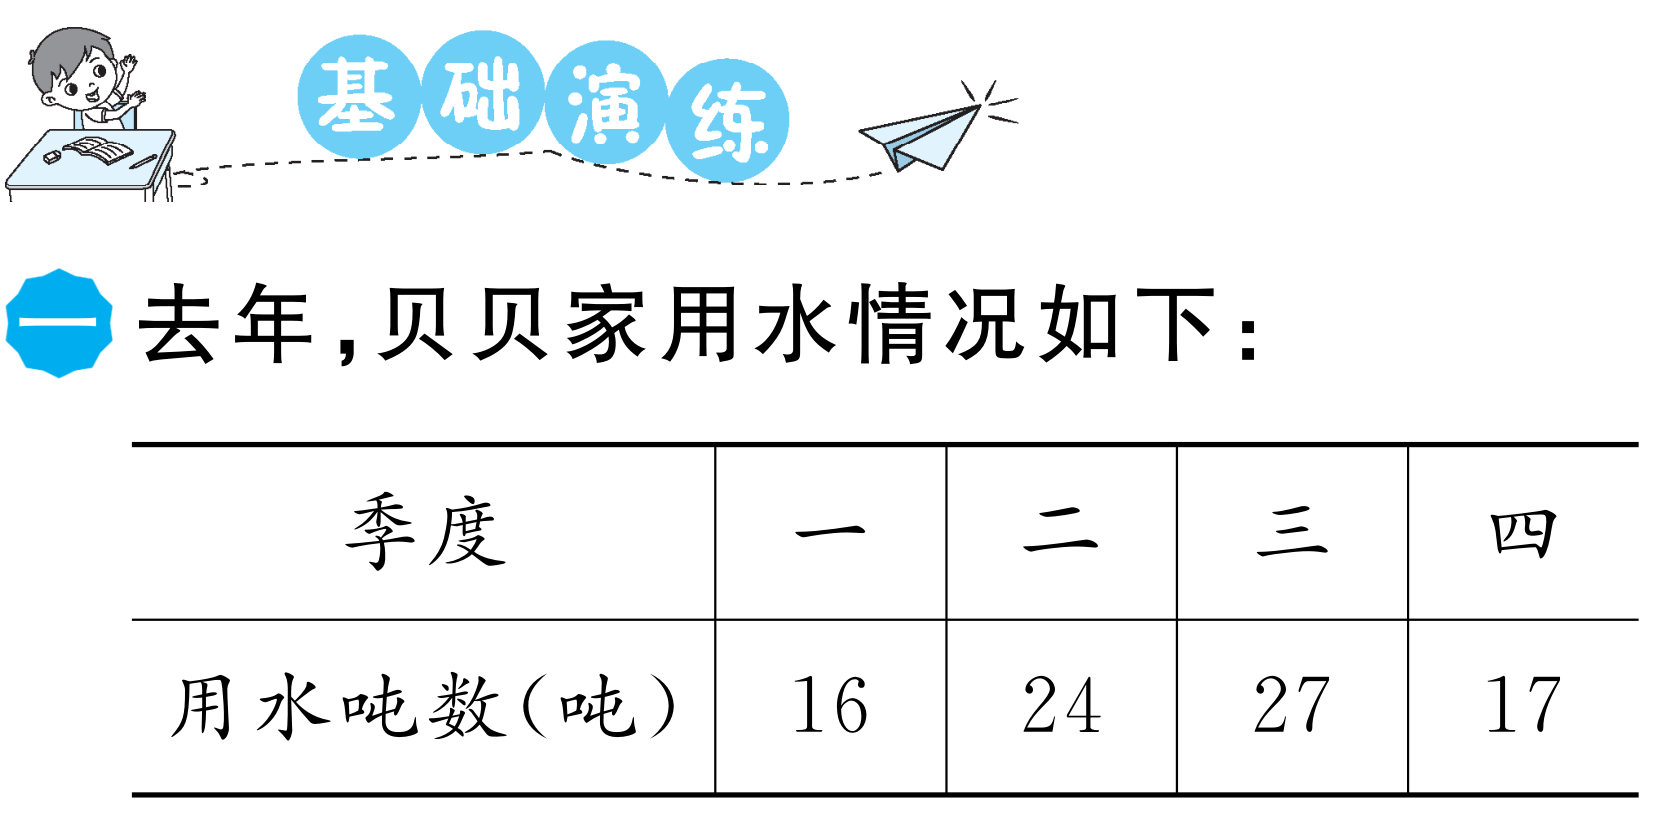 基础演练
一 去年,贝贝家用水情况如下:
季度 一 二 三 四
用水吨数(吨) 16 24 27 17